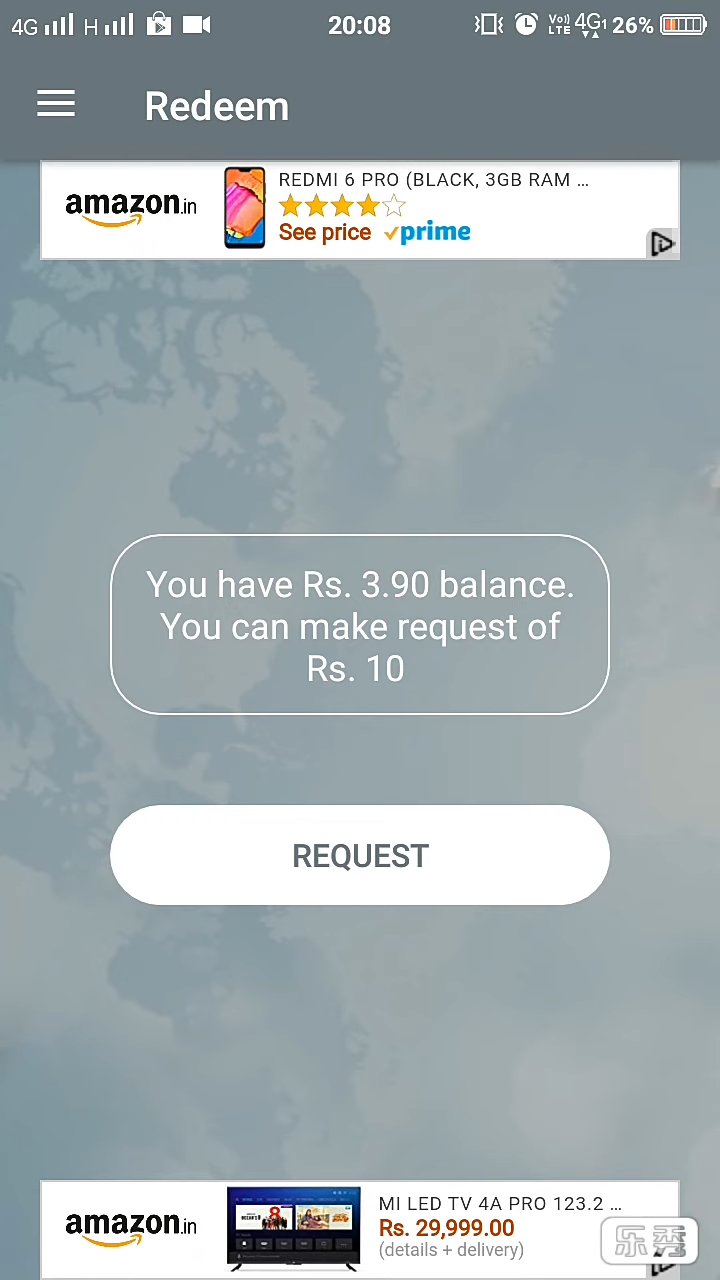 4G H 20:08 VoLTE 4G1 26%
Redeem
amazon.in
REDMI 6 PRO (BLACK, 3GB RAM ...
See price prime
You have Rs. 3.90 balance.
You can make request of
Rs. 10
REQUEST
amazon.in
MI LED TV 4A PRO 123.2 ...
Rs. 29,999.00
(details + delivery)
乐秀